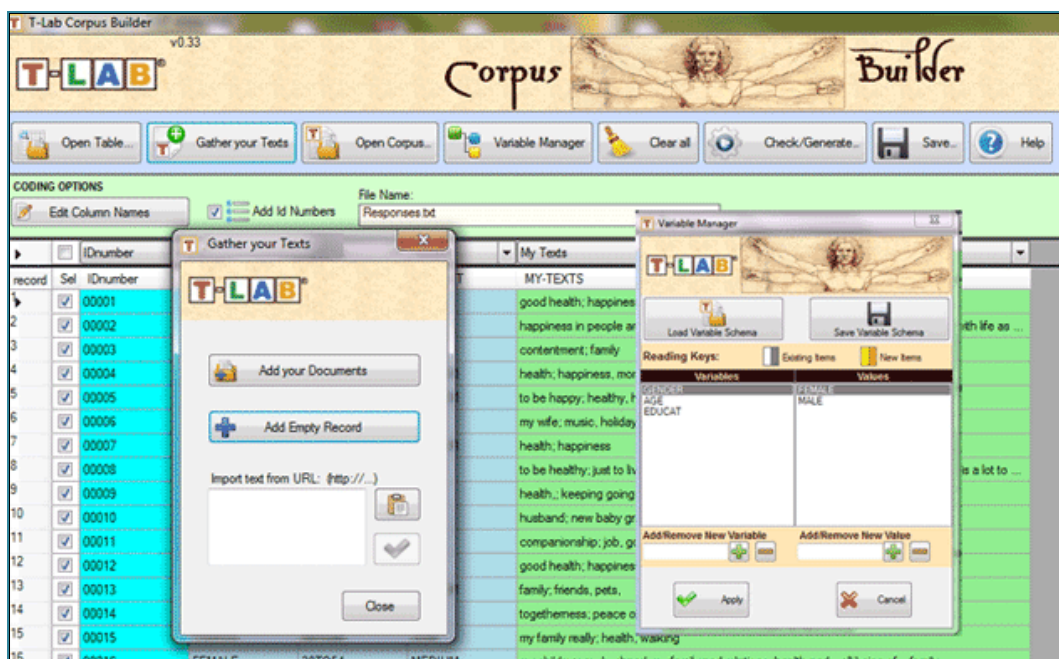 T-Lab Corpus Builder
v0.33
T-LAB®
Corpus Builder
Open Table...
Gather your Texts
Open Corpus...
Variable Manager
Clear all
Check/Generate...
Save...
Help
CODING OPTIONS
Edit Column Names
Add Id Numbers
File Name:
Responses.txt
IDnumber
My Texts
record Sel IDnumber MY-TEXTS
00001 good health; happines
2 00002 happiness in people ar
with life as ...
3 00003 contentment; family
4 00004 health; happiness, mor
5 00005 to be happy; healthy, h
6 00006 my wife; music, holiday
7 00007 health; happiness
8 00008 to be healthy; just to liv
is a lot to ...
9 00009 health,; keeping going
10 00010 husband; new baby gr
11 00011 companionship; job, go
12 00012 good health; happines
13 00013 family; friends, pets,
14 00014 togetherness; peace o
15 00015 my family really; health, walking
Gather your Texts
T-LAB®
Add your Documents
Add Empty Record
Import text from URL: (http://...)
Close
Variable Manager
T-LAB®
Load Variable Schema
Save Variable Schema
Reading Keys:
Existing Items
New Items
Variables
Values
GENDER
AGE
EDUCAT
FEMALE
MALE
Add/Remove New Variable
Add/Remove New Value
Apply
Cancel